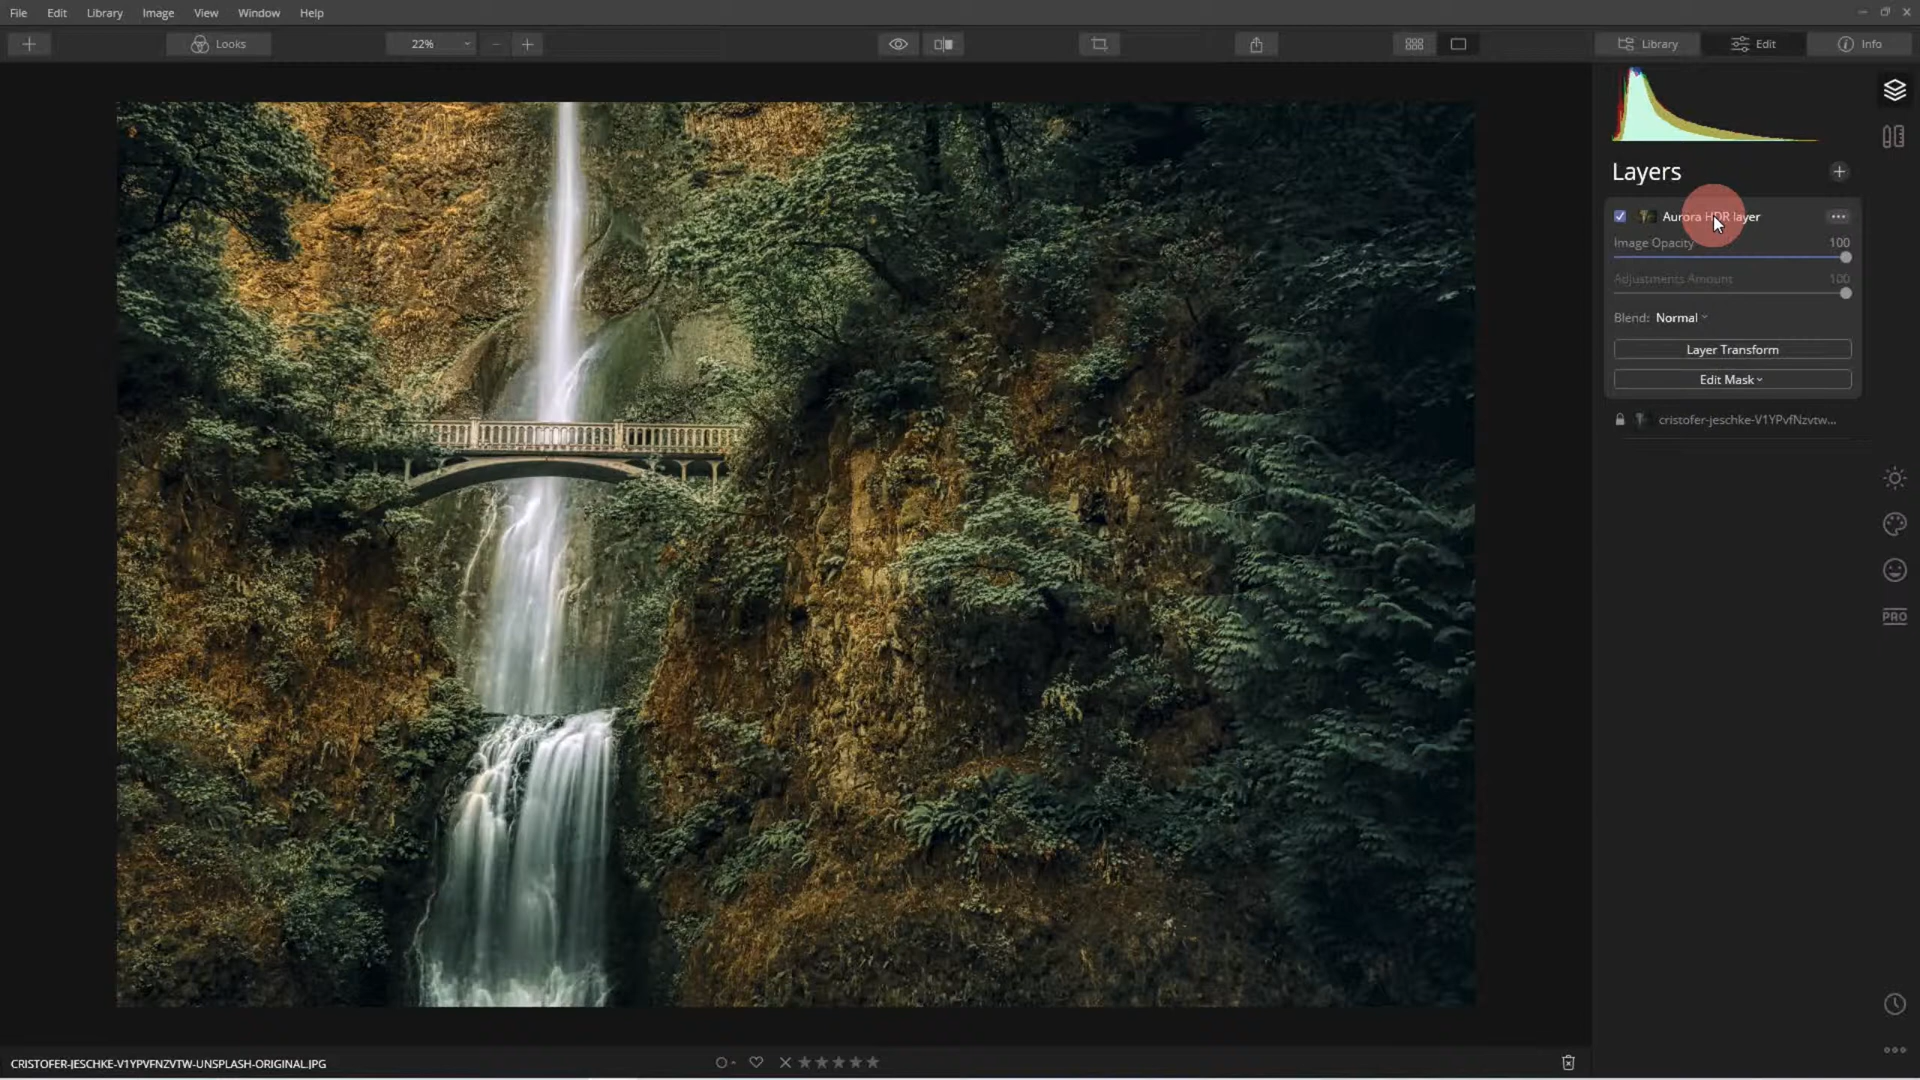 File Edit Library Image View Window Help
Looks 22% Library Edit Info
Layers
Aurora HDR layer
Image Opacity 100
Adjustments Amount 100
Blend: Normal
Layer Transform
Edit Mask
cristofer-jeschke-V1YPvfNzvtw...
PRO
CRISTOFER-JESCHKE-V1YPVFNZVTW-UNSPLASH-ORIGINAL.JPG